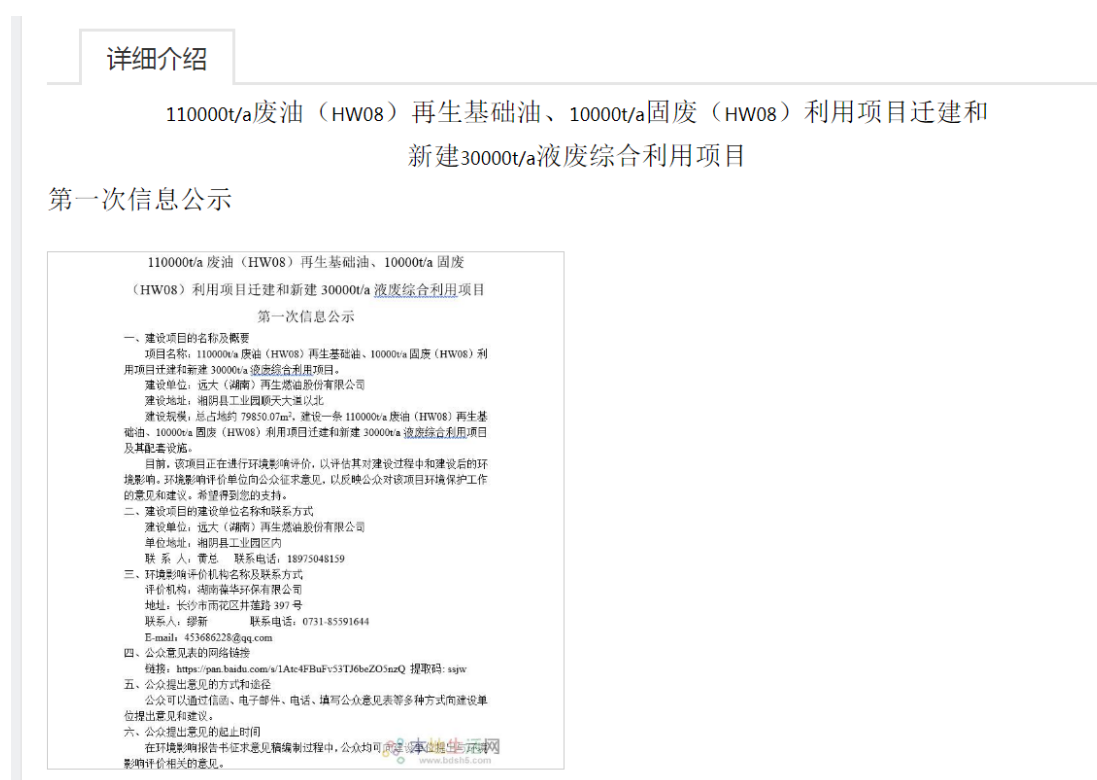 详细介绍
110000t/a废油（HW08）再生基础油、10000t/a固废（HW08）利用项目迁建和
新建30000t/a液废综合利用项目
第一次信息公示
110000t/a 废油（HW08）再生基础油、10000t/a 固废
（HW08）利用项目迁建和新建 30000t/a 液废综合利用项目
第一次信息公示
一、建设项目的名称及概要
项目名称：110000t/a 废油（HW08）再生基础油、10000t/a 固废（HW08）利
用项目迁建和新建 30000t/a 液废综合利用项目。
建设单位：远大（湖南）再生燃油股份有限公司
建设地址：湘阴县工业园顺天大道以北
建设规模：总占地约 79850.07m²，建设一条 110000t/a 废油（HW08）再生基
础油、10000t/a 固废（HW08）利用项目迁建和新建 30000t/a 液废综合利用项目
及其配套设施。
目前，该项目正在进行环境影响评价，以评估其对建设过程中和建设后的环
境影响。环境影响评价单位向公众征求意见，以反映公众对该项目环境保护工作
的意见和建议。希望得到您的支持。
二、建设项目的建设单位名称和联系方式
建设单位：远大（湖南）再生燃油股份有限公司
单位地址：湘阴县工业园区内
联 系 人：黄总 联系电话：18975048159
三、环境影响评价机构名称及联系方式
评价机构：湖南葆华环保有限公司
地址：长沙市雨花区井莲路 397 号
联系人：缪新 联系电话：0731-85591644
E-mail：453686228@qq.com
四、公众意见表的网络链接
链接：https://pan.baidu.com/s/1Atc4FBuFv53TJ6beZO5nzQ 提取码: ssjw
五、公众提出意见的方式和途径
公众可以通过信函、电子邮件、电话、填写公众意见表等多种方式向建设单
位提出意见和建议。
六、公众提出意见的起止时间
在环境影响报告书征求意见稿编制过程中，公众均可向建设单位提出与环境
影响评价相关的意见。
本地生活网
www.bdsh5.com